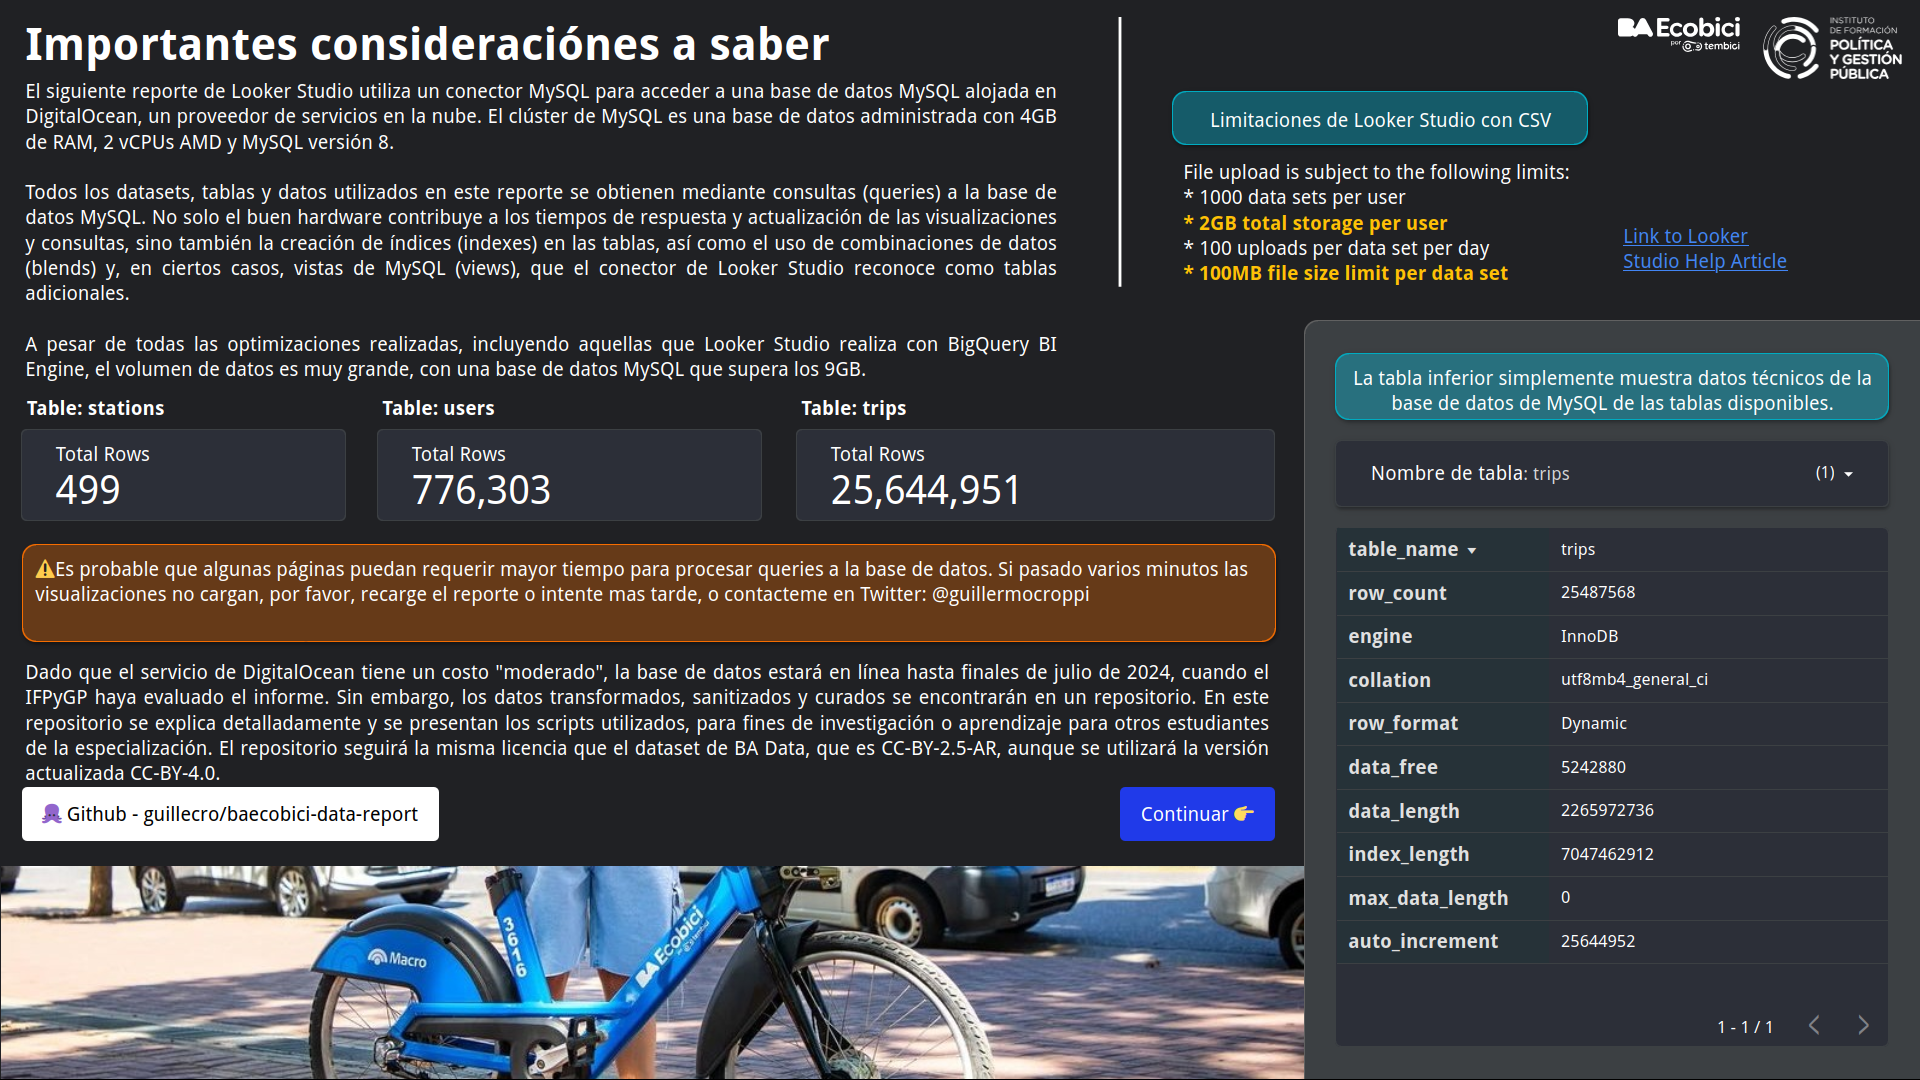 Importantes consideraciónes a saber
El siguiente reporte de Looker Studio utiliza un conector MySQL para acceder a una base de datos MySQL alojada en
DigitalOcean, un proveedor de servicios en la nube. El clúster de MySQL es una base de datos administrada con 4GB
de RAM, 2 vCPUs AMD y MySQL versión 8.
Todos los datasets, tablas y datos utilizados en este reporte se obtienen mediante consultas (queries) a la base de
datos MySQL. No solo el buen hardware contribuye a los tiempos de respuesta y actualización de las visualizaciones
y consultas, sino también la creación de índices (indexes) en las tablas, así como el uso de combinaciones de datos
(blends) y, en ciertos casos, vistas de MySQL (views), que el conector de Looker Studio reconoce como tablas
adicionales.
A pesar de todas las optimizaciones realizadas, incluyendo aquellas que Looker Studio realiza con BigQuery BI
Engine, el volumen de datos es muy grande, con una base de datos MySQL que supera los 9GB.
Table: stations
Total Rows
499
Table: users
Total Rows
776,303
Table: trips
Total Rows
25,644,951
⚠️Es probable que algunas páginas puedan requerir mayor tiempo para procesar queries a la base de datos. Si pasado varios minutos las
visualizaciones no cargan, por favor, recarge el reporte o intente mas tarde, o contacteme en Twitter: @guillermocroppi
Dado que el servicio de DigitalOcean tiene un costo "moderado", la base de datos estará en línea hasta finales de julio de 2024, cuando el
IFPyGP haya evaluado el informe. Sin embargo, los datos transformados, sanitizados y curados se encontrarán en un repositorio. En este
repositorio se explica detalladamente y se presentan los scripts utilizados, para fines de investigación o aprendizaje para otros estudiantes
de la especialización. El repositorio seguirá la misma licencia que el dataset de BA Data, que es CC-BY-2.5-AR, aunque se utilizará la versión
actualizada CC-BY-4.0.
🐙 Github - guillecro/baecobici-data-report
Continuar 👉
BA Ecobici
por tembici
INSTITUTO
DE FORMACIÓN
POLÍTICA
Y GESTIÓN
PÚBLICA
Limitaciones de Looker Studio con CSV
File upload is subject to the following limits:
* 1000 data sets per user
* 2GB total storage per user
* 100 uploads per data set per day
* 100MB file size limit per data set
Link to Looker
Studio Help Article
La tabla inferior simplemente muestra datos técnicos de la
base de datos de MySQL de las tablas disponibles.
Nombre de tabla: trips (1)
table_name trips
row_count 25487568
engine InnoDB
collation utf8mb4_general_ci
row_format Dynamic
data_free 5242880
data_length 2265972736
index_length 7047462912
max_data_length 0
auto_increment 25644952
1 - 1 / 1
3616
Macro
BA Ecobici
por tembici